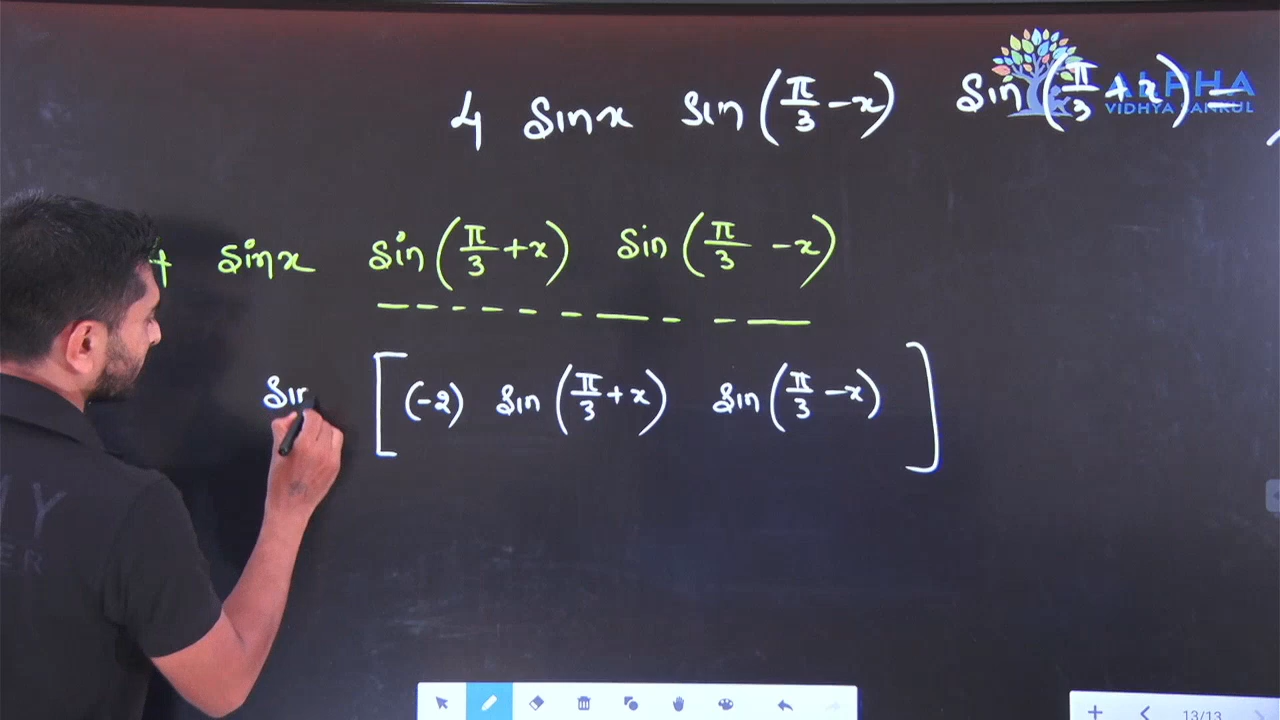 4 sinx sin(π/3 -x) sin(π/3 +x) =
ALPHA
VIDHYA SANKUL
4 sinx sin(π/3 +x) sin(π/3 -x)
sin [(-2) sin(π/3 +x) sin(π/3 -x)]
13/13